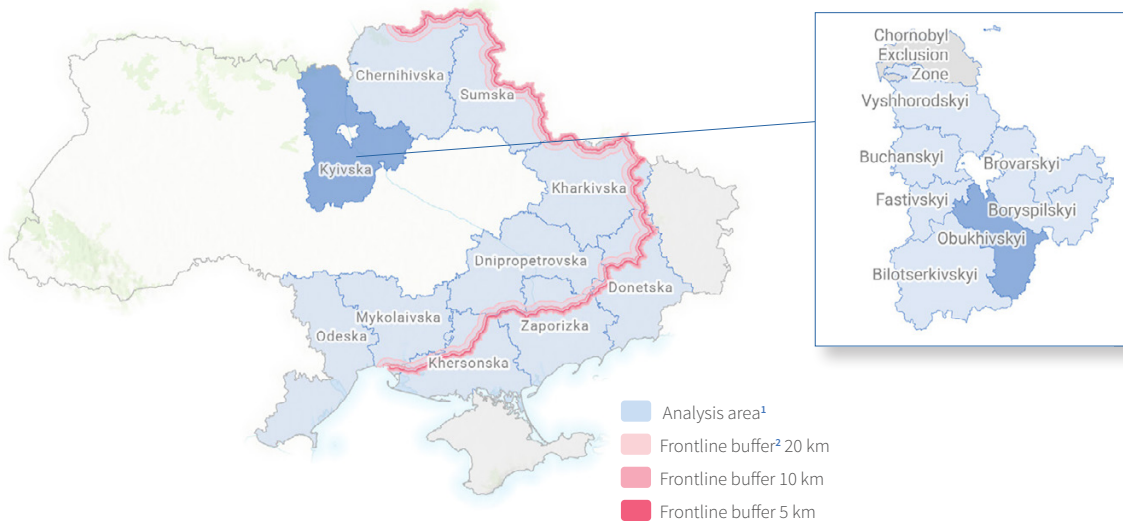 Chernihivska
Sumska
Kyivska
Kharkivska
Dnipropetrovska
Donetska
Mykolaivska
Zaporizka
Odeska
Khersonska
Chornobyl
Exclusion
Zone
Vyshhorodskyi
Buchanskyi
Brovarskyi
Fastivskyi
Boryspilskyi
Obukhivskyi
Bilotserkivskyi
Analysis area¹
Frontline buffer² 20 km
Frontline buffer 10 km
Frontline buffer 5 km